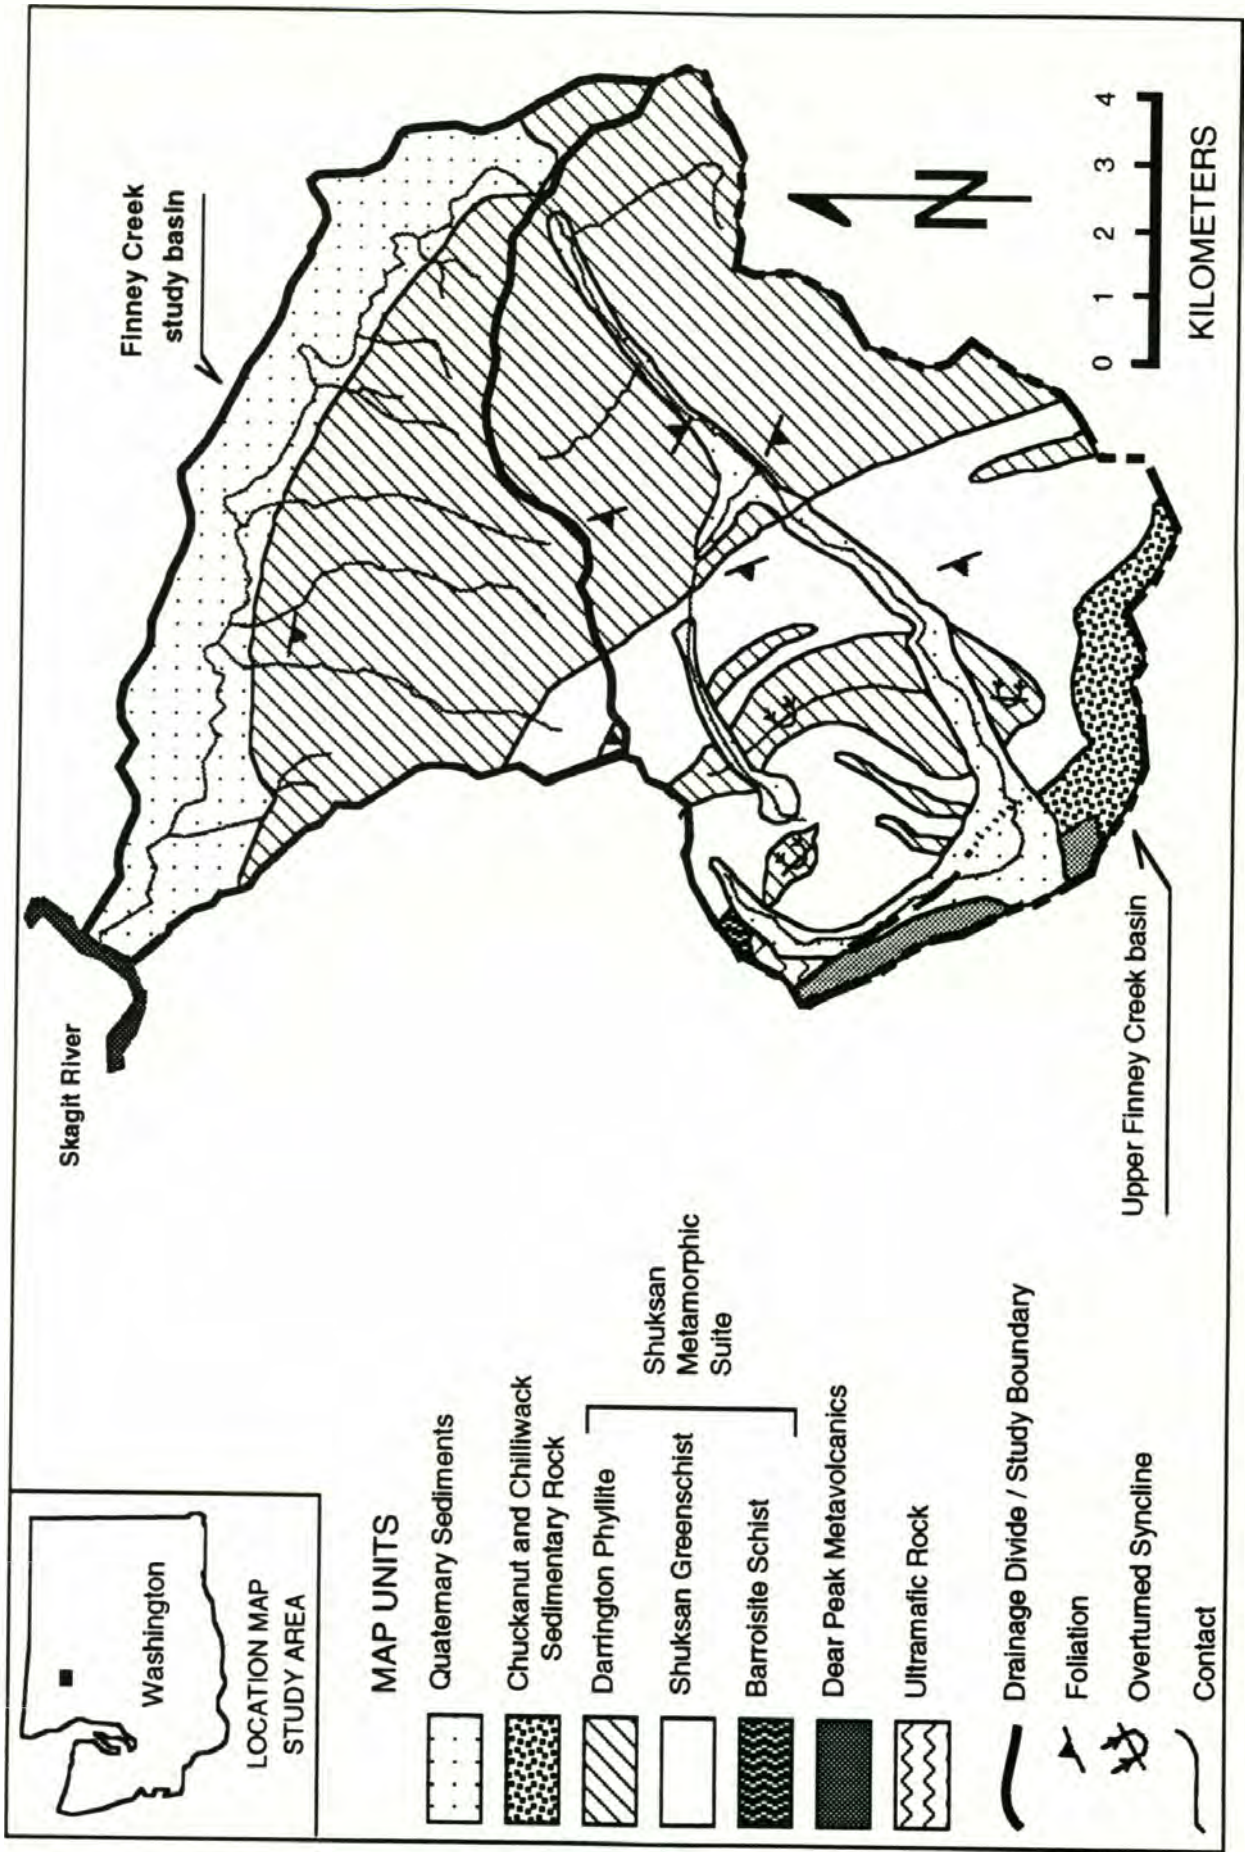 Washington
LOCATION MAP
STUDY AREA
MAP UNITS
Quaternary Sediments
Chuckanut and Chilliwack
Sedimentary Rock
Darrington Phyllite
Shuksan Greenschist
Barroisite Schist
Shuksan
Metamorphic
Suite
Dear Peak Metavolcanics
Ultramafic Rock
Drainage Divide / Study Boundary
Foliation
Overturned Syncline
Contact
Skagit River
Finney Creek
study basin
Upper Finney Creek basin
N
0 1 2 3 4
KILOMETERS